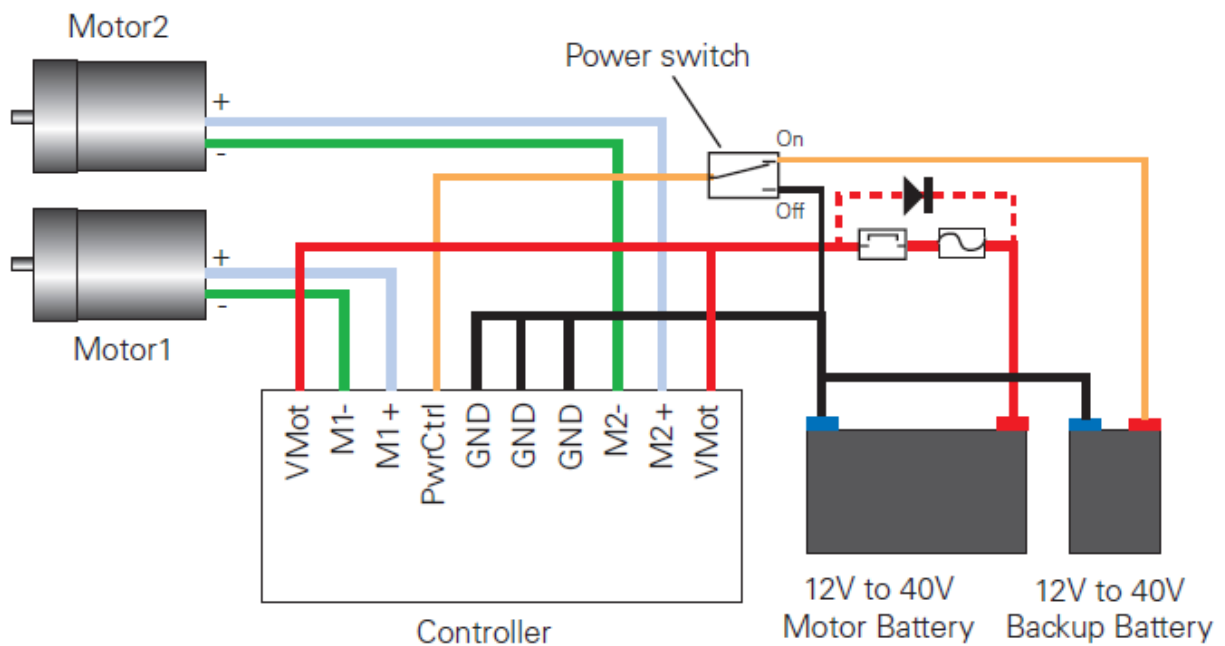 Motor2
Power switch
+
-
On
Off
+
-
Motor1
VMot
M1-
M1+
PwrCtrl
GND
GND
GND
M2-
M2+
VMot
Controller
12V to 40V
Motor Battery
12V to 40V
Backup Battery